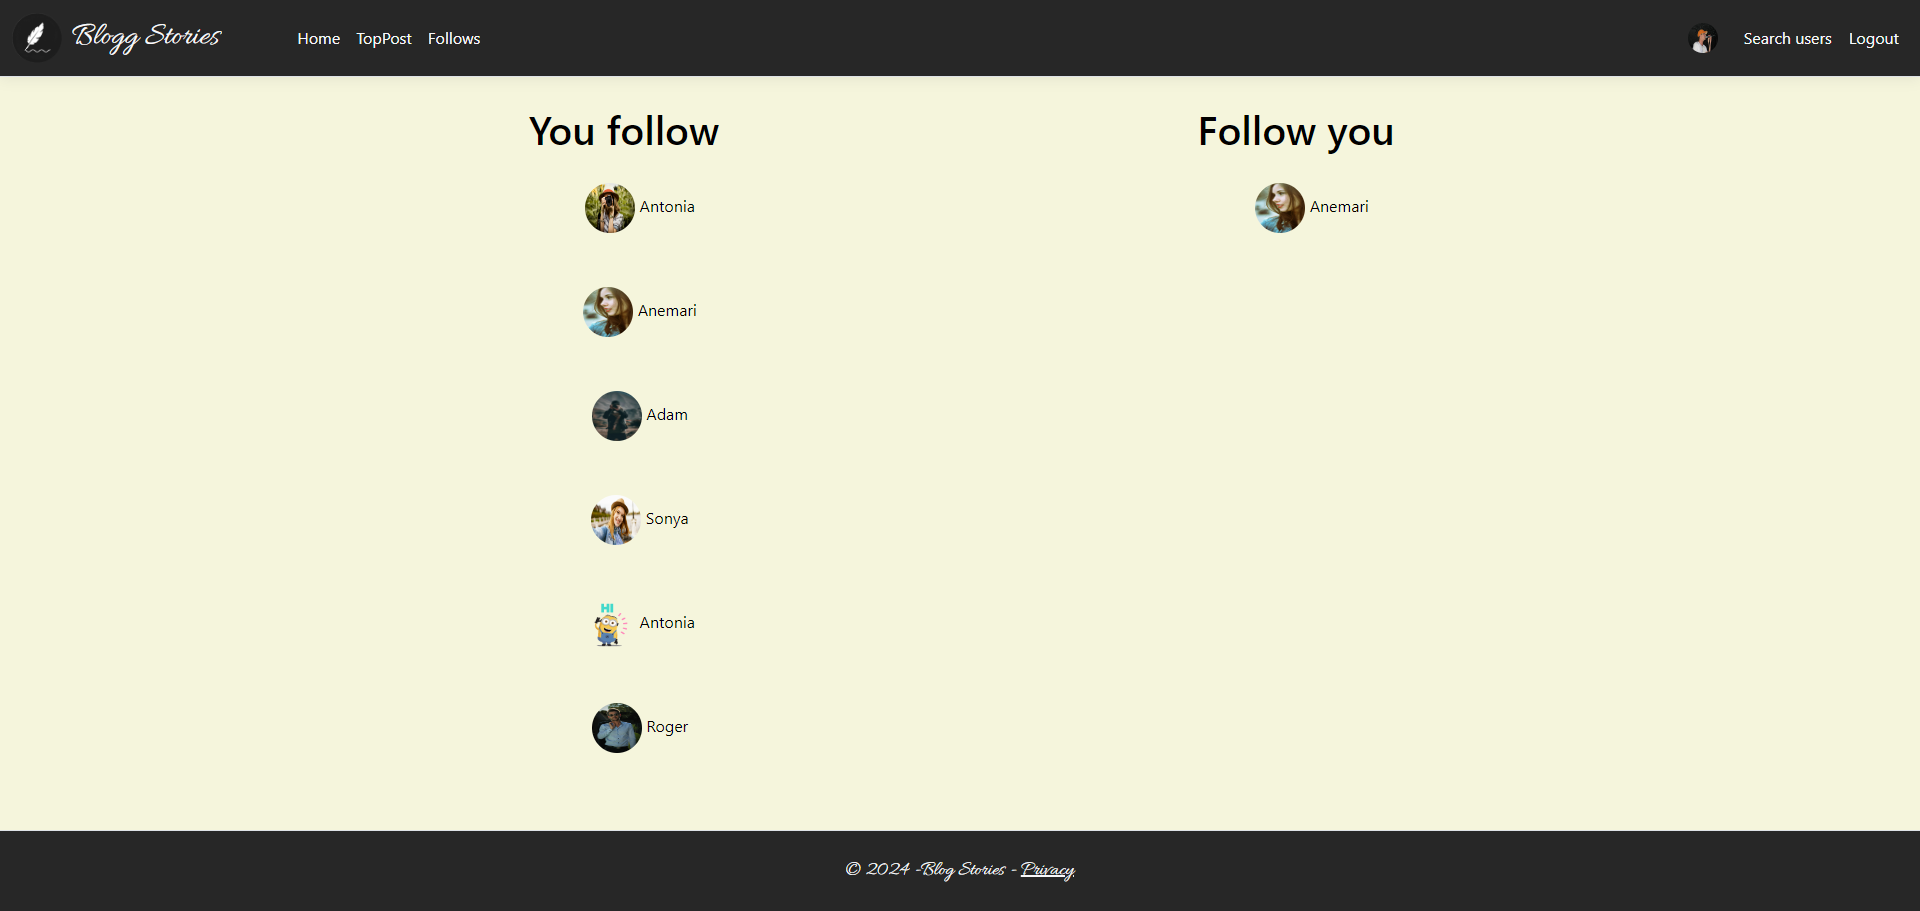 Blogg Stories
Home TopPost Follows
Search users Logout
You follow
Antonia
Anemari
Adam
Sonya
HI
Antonia
Roger
Follow you
Anemari
© 2024 -Blog Stories - Privacy